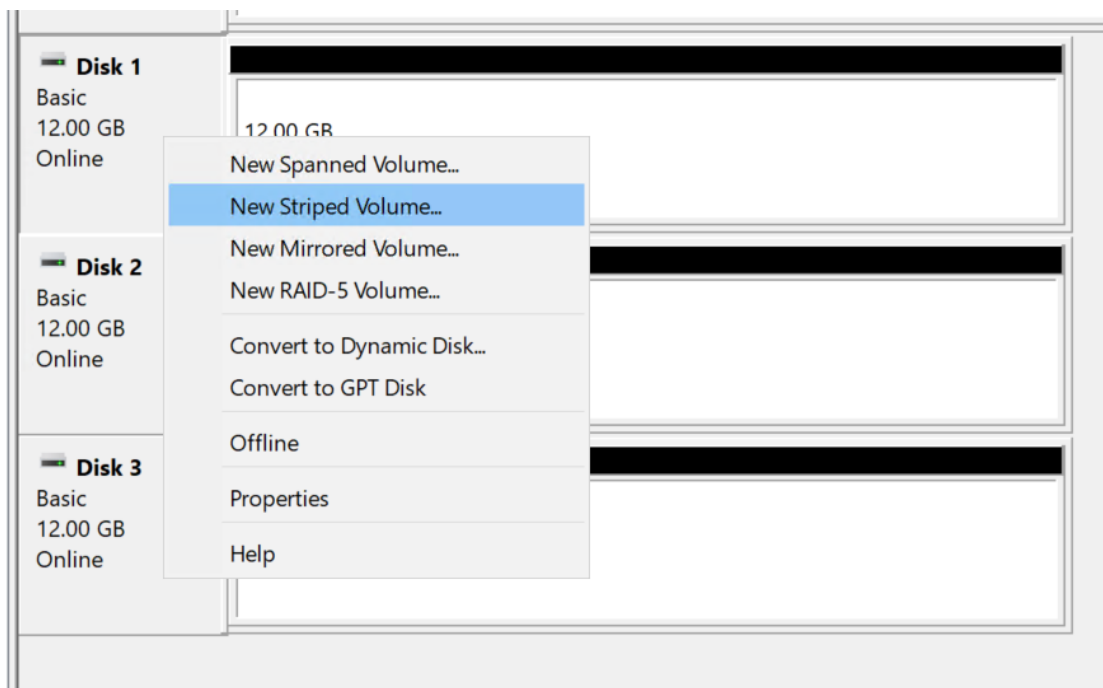 Disk 1
Basic
12.00 GB
Online
12.00 GB
New Spanned Volume...
New Striped Volume...
New Mirrored Volume...
New RAID-5 Volume...
Convert to Dynamic Disk...
Convert to GPT Disk
Offline
Properties
Help
Disk 2
Basic
12.00 GB
Online
Disk 3
Basic
12.00 GB
Online